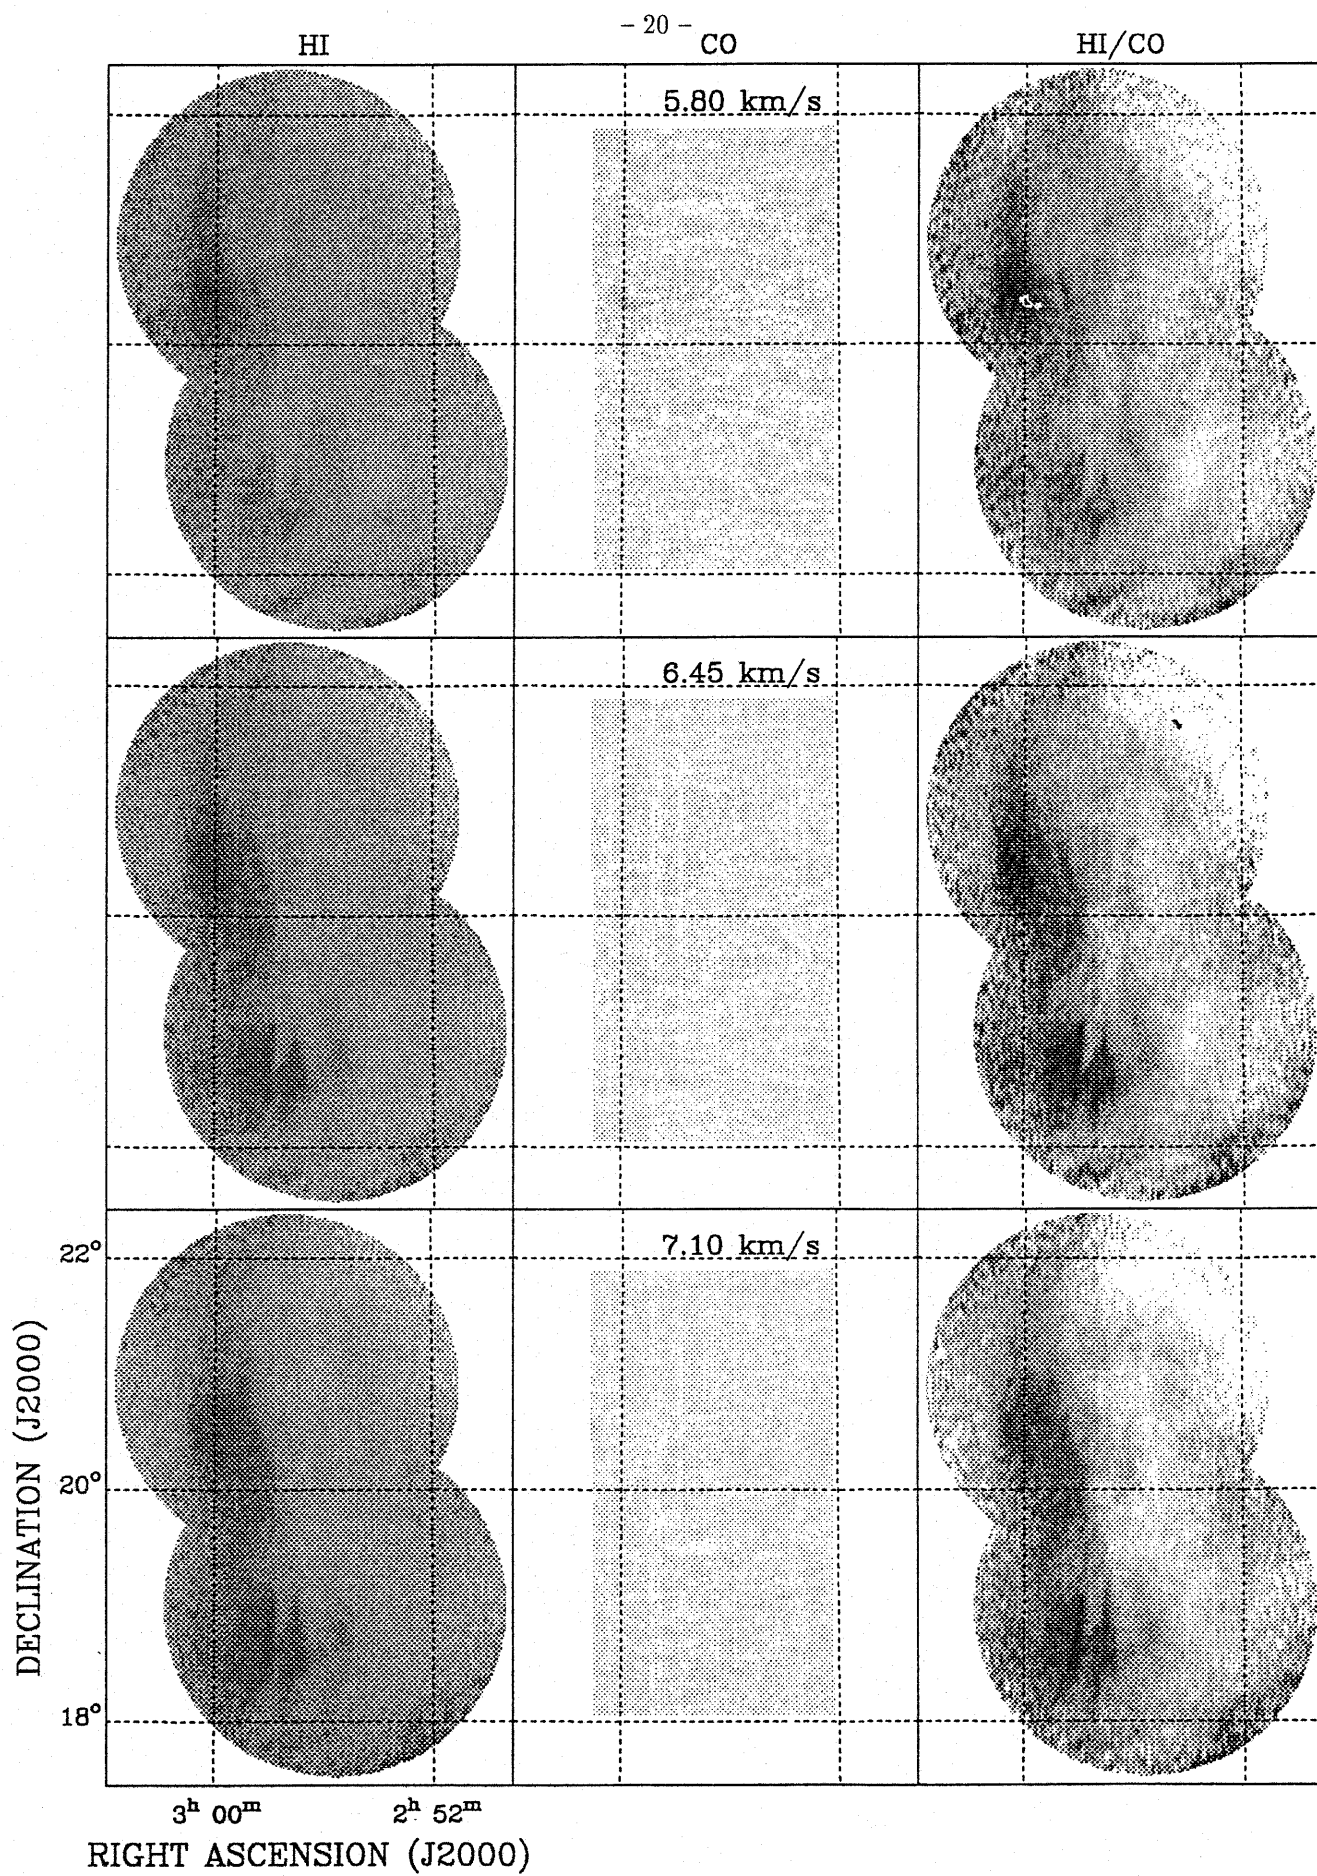 – 20 –
HI CO HI/CO
5.80 km/s
6.45 km/s
7.10 km/s
22°
20°
18°
DECLINATION (J2000)
3ʰ 00ᵐ 2ʰ 52ᵐ
RIGHT ASCENSION (J2000)